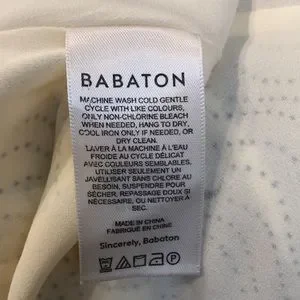 BABATON
MACHINE WASH COLD GENTLE
CYCLE WITH LIKE COLOURS,
ONLY NON-CHLORINE BLEACH
WHEN NEEDED, HANG TO DRY,
COOL IRON ONLY IF NEEDED, OR
DRY CLEAN.
LAVER À LA MACHINE À L'EAU
FROIDE AU CYCLE DÉLICAT
AVEC COULEURS SEMBLABLES,
UTILISER SEULEMENT UN
JAVELLISANT SANS CHLORE AU
BESOIN, SUSPENDRE POUR
SÉCHER, REPASSAGE DOUX SI
NÉCESSAIRE, OU NETTOYER À
SEC.
MADE IN CHINA
FABRIQUÉ EN CHINE
Sincerely, Babaton
P